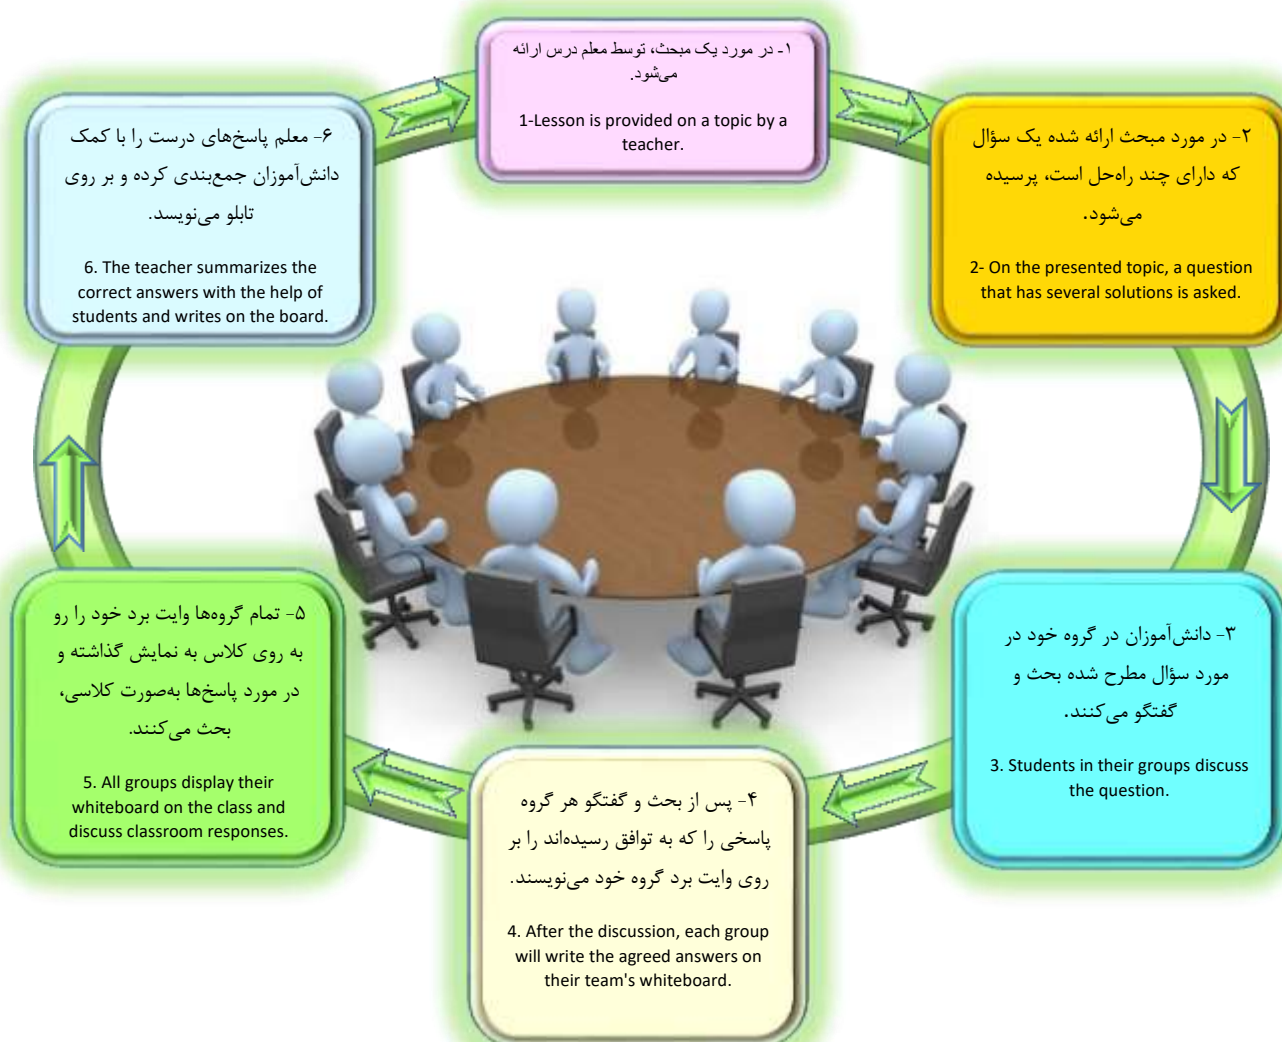 ۱- در مورد یک مبحث، توسط معلم درس ارائه
می‌شود.
1-Lesson is provided on a topic by a
teacher.
۲- در مورد مبحث ارائه شده یک سؤال
که دارای چند راه‌حل است، پرسیده
می‌شود.
2- On the presented topic, a question
that has several solutions is asked.
۳- دانش‌آموزان در گروه خود در
مورد سؤال مطرح شده بحث و
گفتگو می‌کنند.
3. Students in their groups discuss
the question.
۴- پس از بحث و گفتگو هر گروه
پاسخی را که به توافق رسیده‌اند را بر
روی وایت برد گروه خود می‌نویسند.
4. After the discussion, each group
will write the agreed answers on
their team's whiteboard.
۵- تمام گروه‌ها وایت برد خود را رو
به روی کلاس به نمایش گذاشته و
در مورد پاسخ‌ها به‌صورت کلاسی،
بحث می‌کنند.
5. All groups display their
whiteboard on the class and
discuss classroom responses.
۶- معلم پاسخ‌های درست را با کمک
دانش‌آموزان جمع‌بندی کرده و بر روی
تابلو می‌نویسد.
6. The teacher summarizes the
correct answers with the help of
students and writes on the board.